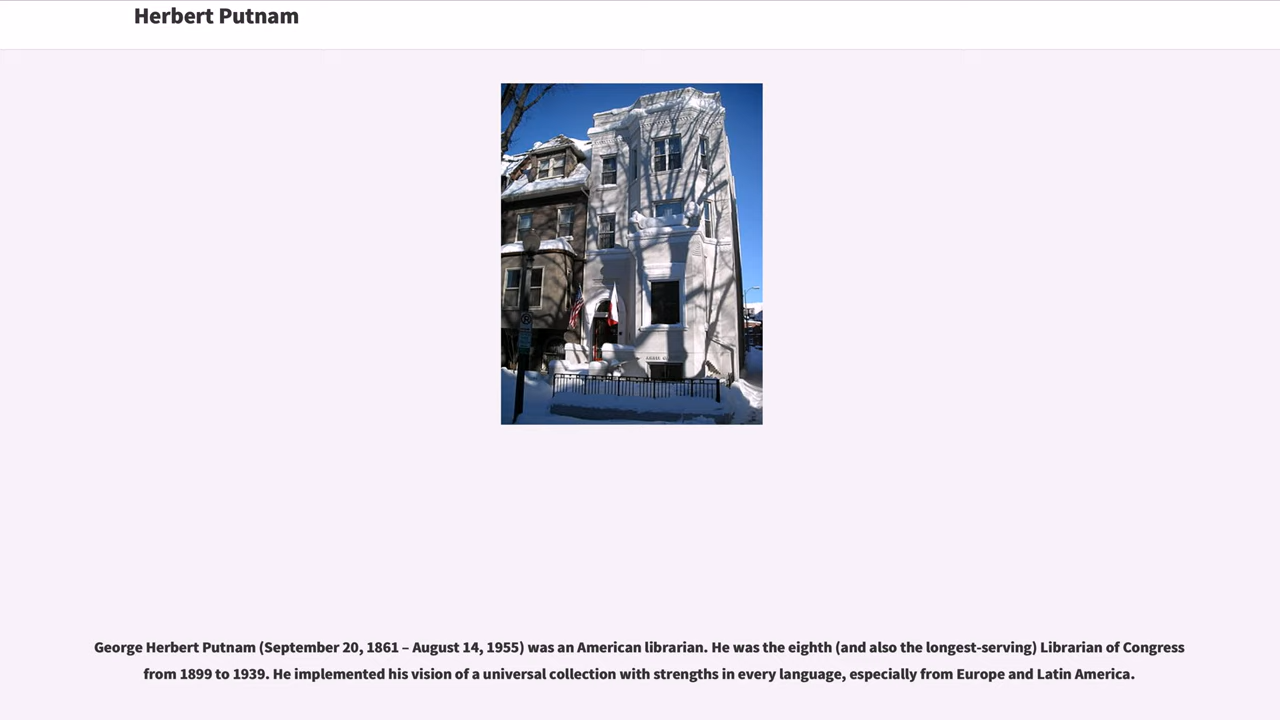 Herbert Putnam
George Herbert Putnam (September 20, 1861 – August 14, 1955) was an American librarian. He was the eighth (and also the longest-serving) Librarian of Congress
from 1899 to 1939. He implemented his vision of a universal collection with strengths in every language, especially from Europe and Latin America.